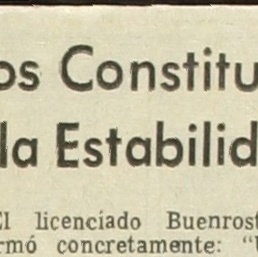 os Constitu
la Estabilid
El licenciado Buenrost
rmó concretamente: "